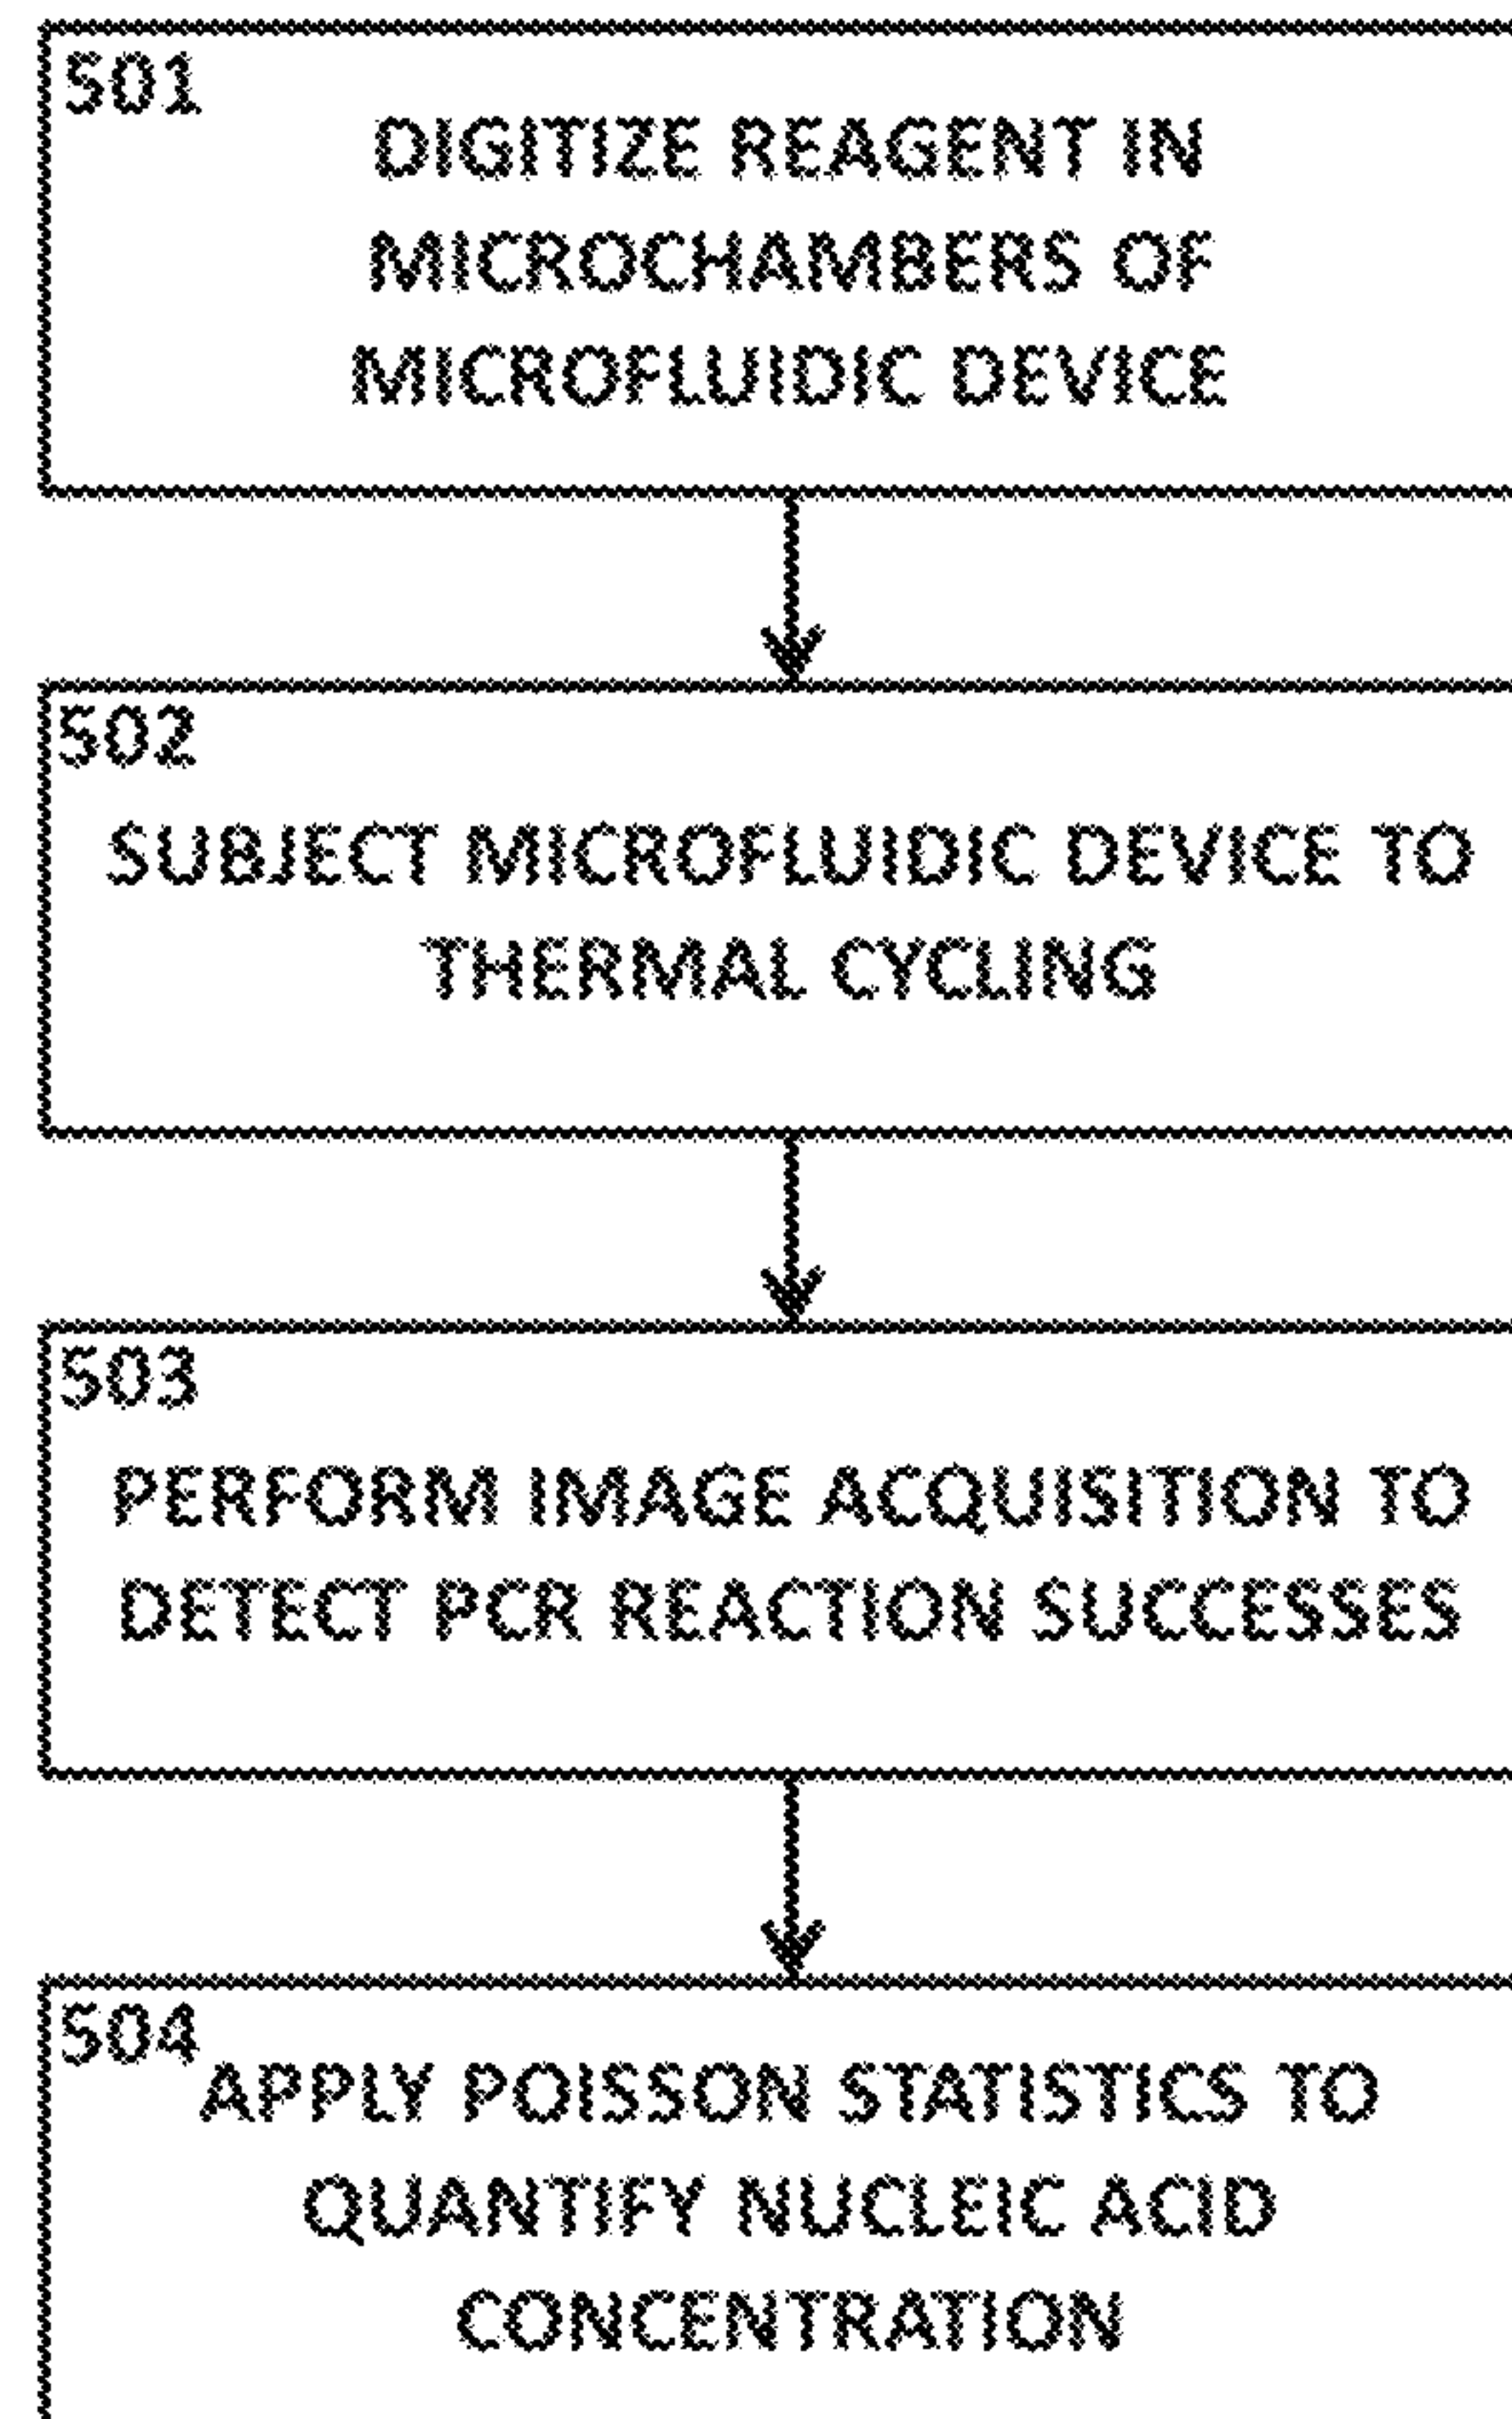 501
DIGITIZE REAGENT IN
MICROCHAMBERS OF
MICROFLUIDIC DEVICE
502
SUBJECT MICROFLUIDIC DEVICE TO
THERMAL CYCLING
503
PERFORM IMAGE ACQUISITION TO
DETECT PCR REACTION SUCCESSES
504
APPLY POISSON STATISTICS TO
QUANTIFY NUCLEIC ACID
CONCENTRATION